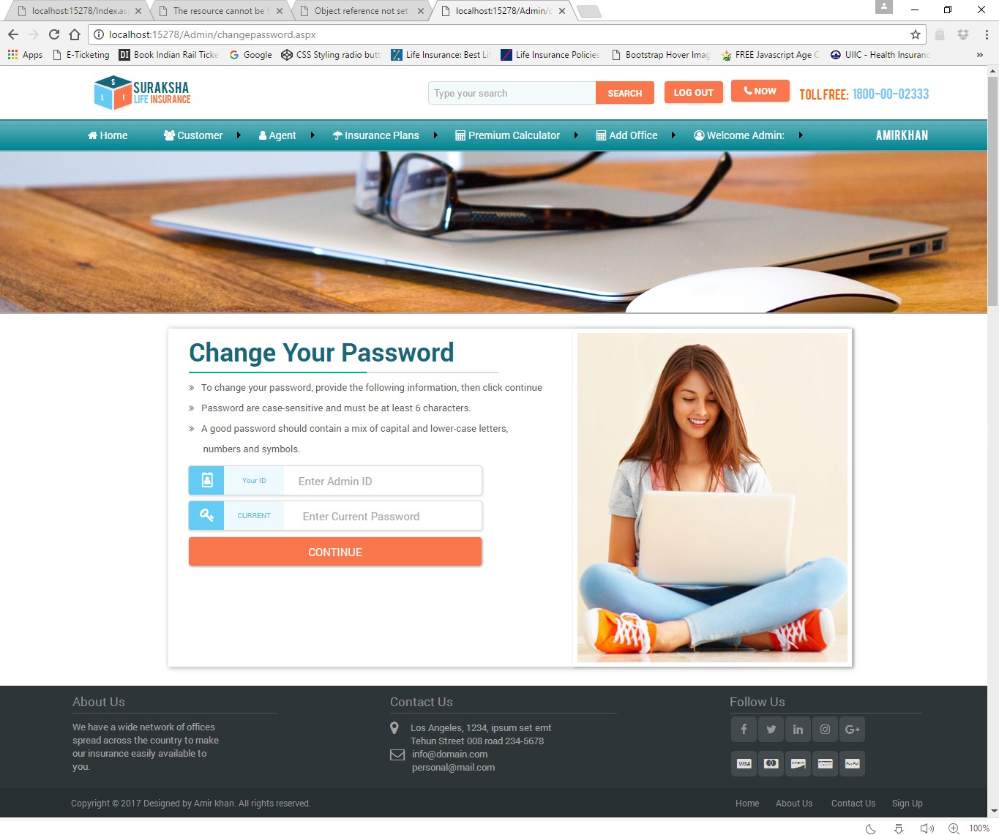 localhost:15278/Index.as
The resource cannot be f
Object reference not set
localhost:15278/Admin/c
localhost:15278/Admin/changepassword.aspx
Apps
E-Ticketing
DI Book Indian Rail Ticke
Google
CSS Styling radio butt
Life Insurance: Best Lif
Life Insurance Policies
Bootstrap Hover Imag
FREE Javascript Age C
UIIC - Health Insuranc
S
L I
SURAKSHA
LIFE INSURANCE
Type your search
SEARCH
LOG OUT
NOW
TOLL FREE: 1800-00-02333
Home
Customer
Agent
Insurance Plans
Premium Calculator
Add Office
Welcome Admin:
AMIRKHAN
Change Your Password
» To change your password, provide the following information, then click continue
» Password are case-sensitive and must be at least 6 characters.
» A good password should contain a mix of capital and lower-case letters,
numbers and symbols.
Your ID
Enter Admin ID
CURRENT
Enter Current Password
CONTINUE
About Us
We have a wide network of offices
spread across the country to make
our insurance easily available to
you.
Contact Us
Los Angeles, 1234, ipsum set emt
Tehun Street 008 road 234-5678
info@domain.com
personal@mail.com
Follow Us
VISA
PayPal
Copyright © 2017 Designed by Amir khan. All rights reserved.
Home
About Us
Contact Us
Sign Up
100%